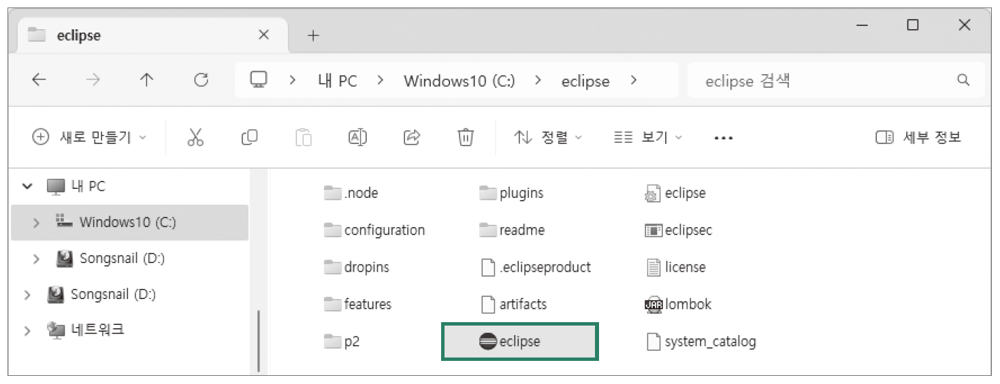 eclipse
내 PC > Windows10 (C:) > eclipse >
eclipse 검색
새로 만들기
정렬
보기
세부 정보
내 PC
Windows10 (C:)
Songsnail (D:)
Songsnail (D:)
네트워크
.node
configuration
dropins
features
p2
plugins
readme
.eclipseproduct
artifacts
eclipse
eclipse
eclipsec
license
JAR lombok
system_catalog